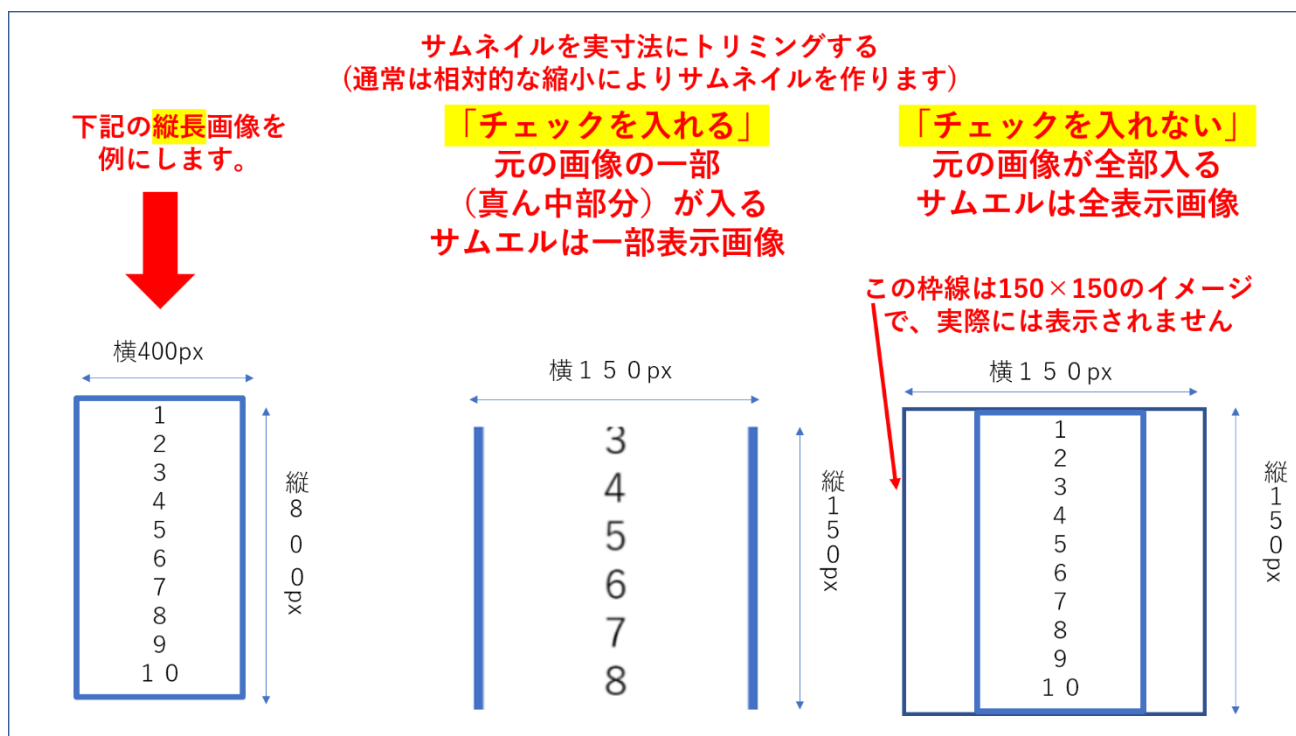 サムネイルを実寸法にトリミングする
(通常は相対的な縮小によりサムネイルを作ります)
下記の縦長画像を
例にします。
「チェックを入れる」
元の画像の一部
（真ん中部分）が入る
サムエルは一部表示画像
「チェックを入れない」
元の画像が全部入る
サムエルは全表示画像
この枠線は150×150のイメージ
で、実際には表示されません
横400px
1
2
3
4
5
6
7
8
9
１０
縦８００px
横１５０px
3
4
5
6
7
8
縦１５０px
横１５０px
1
2
3
4
5
6
7
8
9
１０
縦１５０px